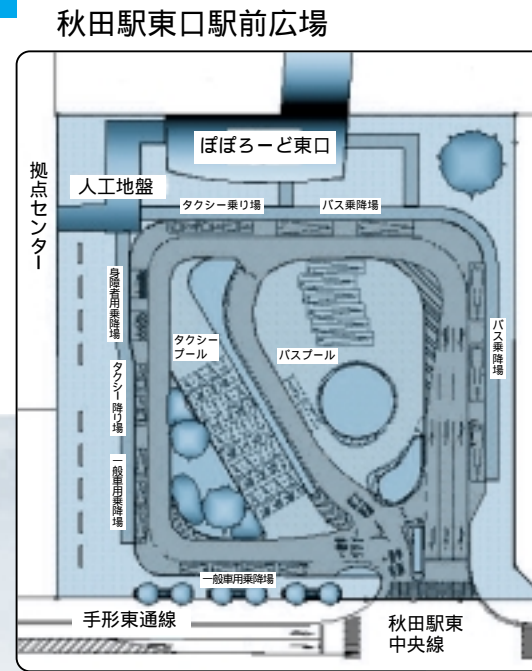 秋田駅東口駅前広場
ぽぽろーど東口
拠点センター
人工地盤
タクシー乗り場
バス乗降場
身障者用乗降場
タクシー
プール
バスプール
バス乗降場
タクシー降り場
一般車用乗降場
一般車用乗降場
手形東通線
秋田駅東
中央線